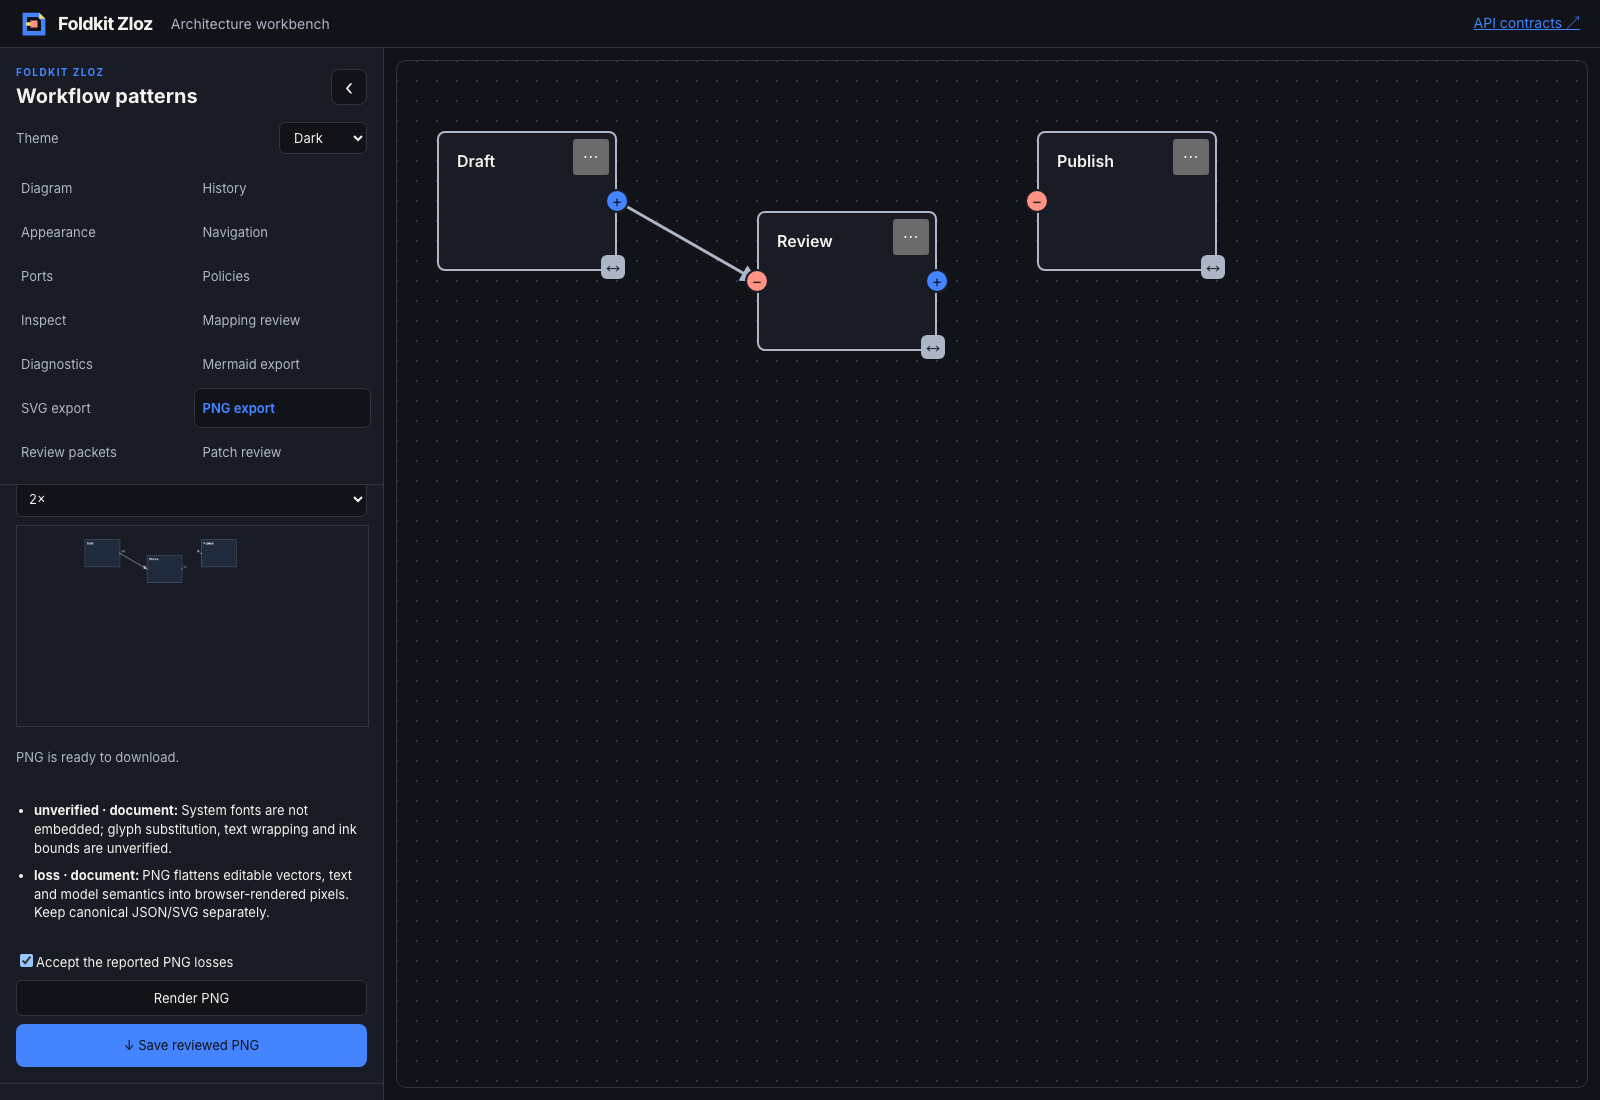 Foldkit Zloz
Architecture workbench
API contracts ↗
FOLDKIT ZLOZ
Workflow patterns
‹
Theme
Dark
Diagram
History
Appearance
Navigation
Ports
Policies
Inspect
Mapping review
Diagnostics
Mermaid export
SVG export
PNG export
Review packets
Patch review
2×
PNG is ready to download.
• unverified · document: System fonts are not
embedded; glyph substitution, text wrapping and ink
bounds are unverified.
• loss · document: PNG flattens editable vectors, text
and model semantics into browser-rendered pixels.
Keep canonical JSON/SVG separately.
Accept the reported PNG losses
Render PNG
↓ Save reviewed PNG
Draft
...
+
↔
Review
...
−
+
↔
Publish
...
−
↔